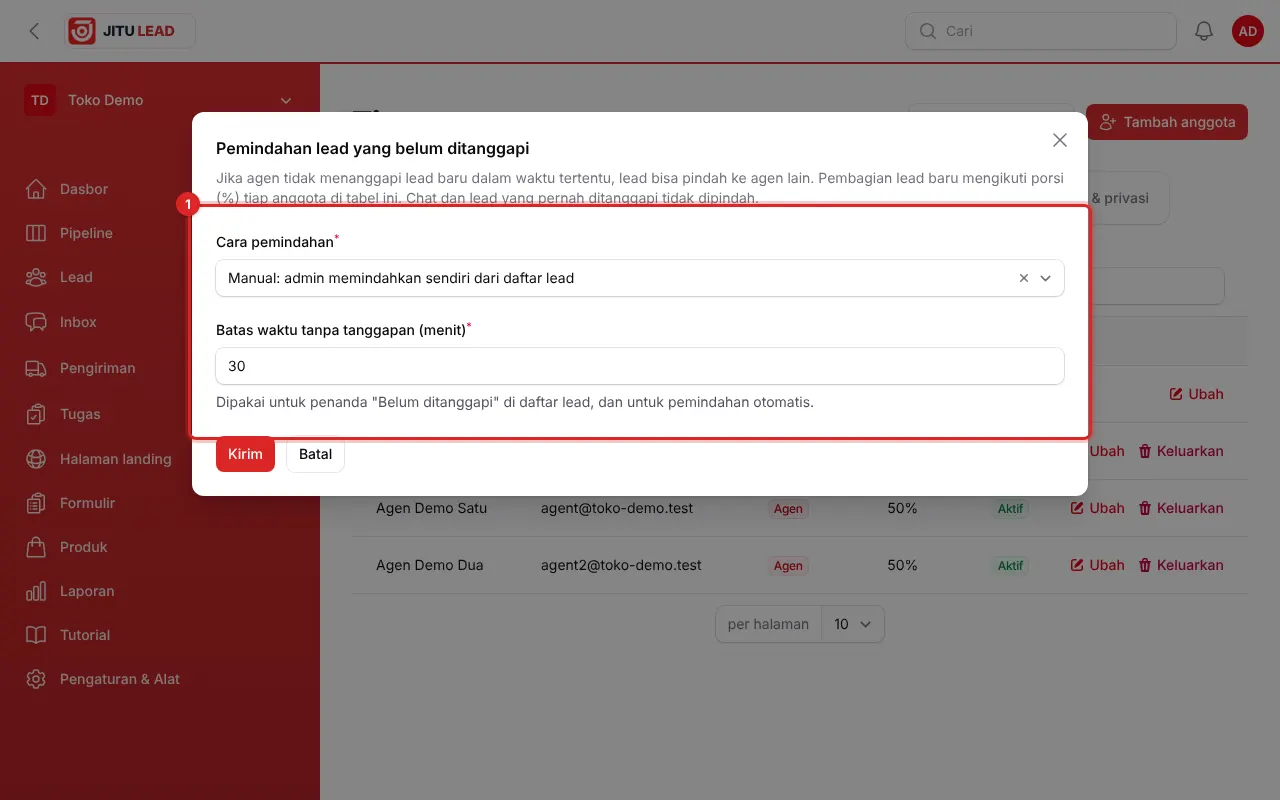 JITU LEAD
Cari
AD
TD
Toko Demo
Tambah anggota
Dasbor
Pipeline
Lead
Inbox
Pengiriman
Tugas
Halaman landing
Formulir
Produk
Laporan
Tutorial
Pengaturan & Alat
& privasi
Pemindahan lead yang belum ditanggapi
Jika agen tidak menanggapi lead baru dalam waktu tertentu, lead bisa pindah ke agen lain. Pembagian lead baru mengikuti porsi
(%) tiap anggota di tabel ini. Chat dan lead yang pernah ditanggapi tidak dipindah.
1
Cara pemindahan*
Manual: admin memindahkan sendiri dari daftar lead
Batas waktu tanpa tanggapan (menit)*
30
Dipakai untuk penanda "Belum ditanggapi" di daftar lead, dan untuk pemindahan otomatis.
Kirim Batal
Ubah
Ubah Keluarkan
Agen Demo Satu agent@toko-demo.test Agen 50% Aktif Ubah Keluarkan
Agen Demo Dua agent2@toko-demo.test Agen 50% Aktif Ubah Keluarkan
per halaman 10